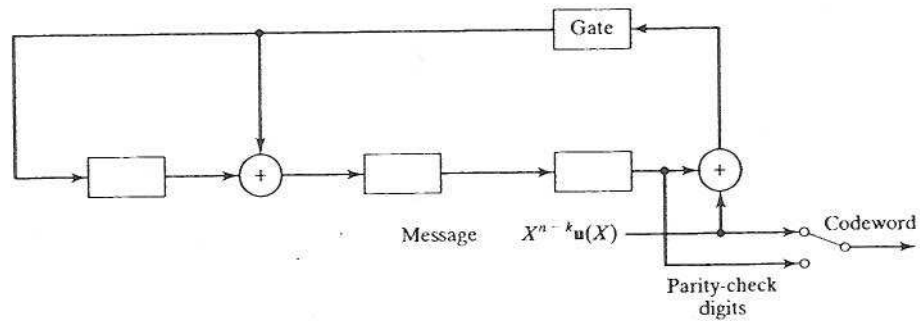 Gate
+
+
Message X^{n - k}u(X)
Codeword
Parity-check
digits